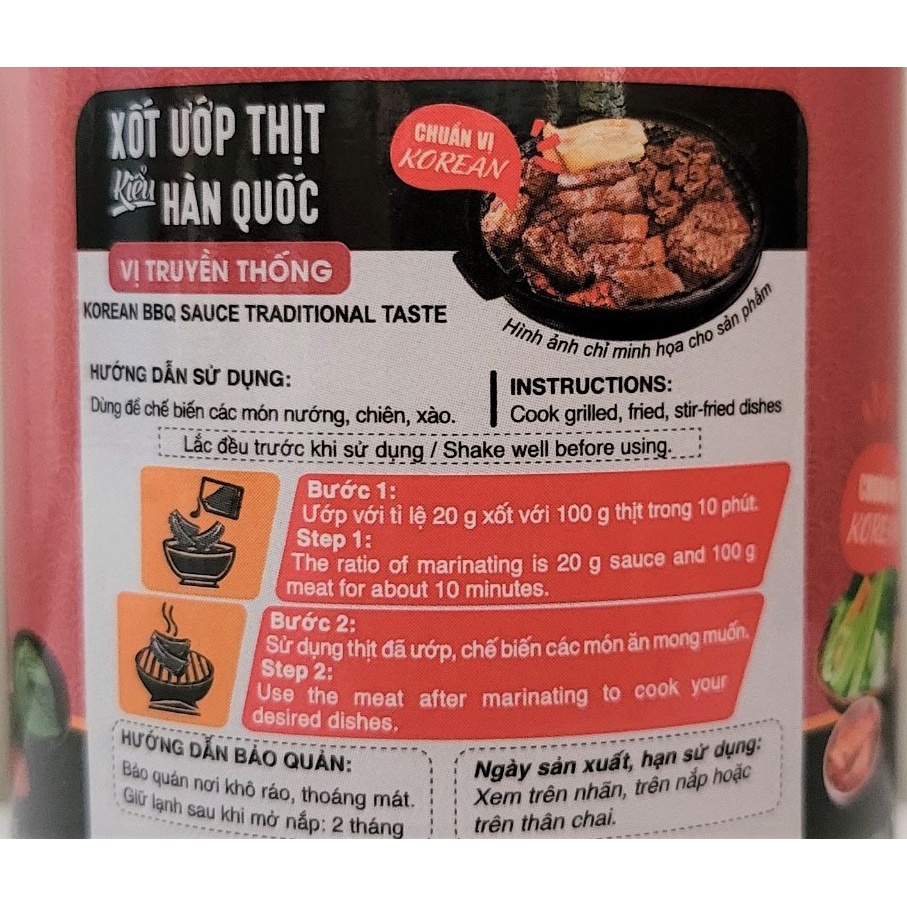 XỐT ƯỚP THỊT
Kiểu HÀN QUỐC
CHUẨN VỊ
KOREAN
VỊ TRUYỀN THỐNG
KOREAN BBQ SAUCE TRADITIONAL TASTE
Hình ảnh chỉ minh họa cho sản phẩm
HƯỚNG DẪN SỬ DỤNG:
Dùng để chế biến các món nướng, chiên, xào.
INSTRUCTIONS:
Cook grilled, fried, stir-fried dishes
Lắc đều trước khi sử dụng / Shake well before using.
Bước 1:
Ướp với tỉ lệ 20 g xốt với 100 g thịt trong 10 phút.
Step 1:
The ratio of marinating is 20 g sauce and 100 g
meat for about 10 minutes.
Bước 2:
Sử dụng thịt đã ướp, chế biến các món ăn mong muốn.
Step 2:
Use the meat after marinating to cook your
desired dishes.
HƯỚNG DẪN BẢO QUẢN:
Bảo quản nơi khô ráo, thoáng mát.
Giữ lạnh sau khi mở nắp: 2 tháng
Ngày sản xuất, hạn sử dụng:
Xem trên nhãn, trên nắp hoặc
trên thân chai.